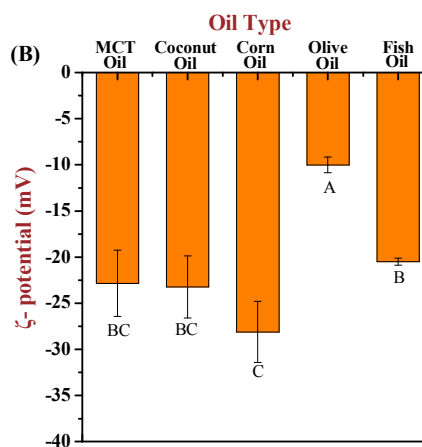 Oil Type
(B)
MCT Oil
Coconut Oil
Corn Oil
Olive Oil
Fish Oil
ζ- potential (mV)
0
-5
-10
-15
-20
-25
-30
-35
-40
BC
BC
C
A
B